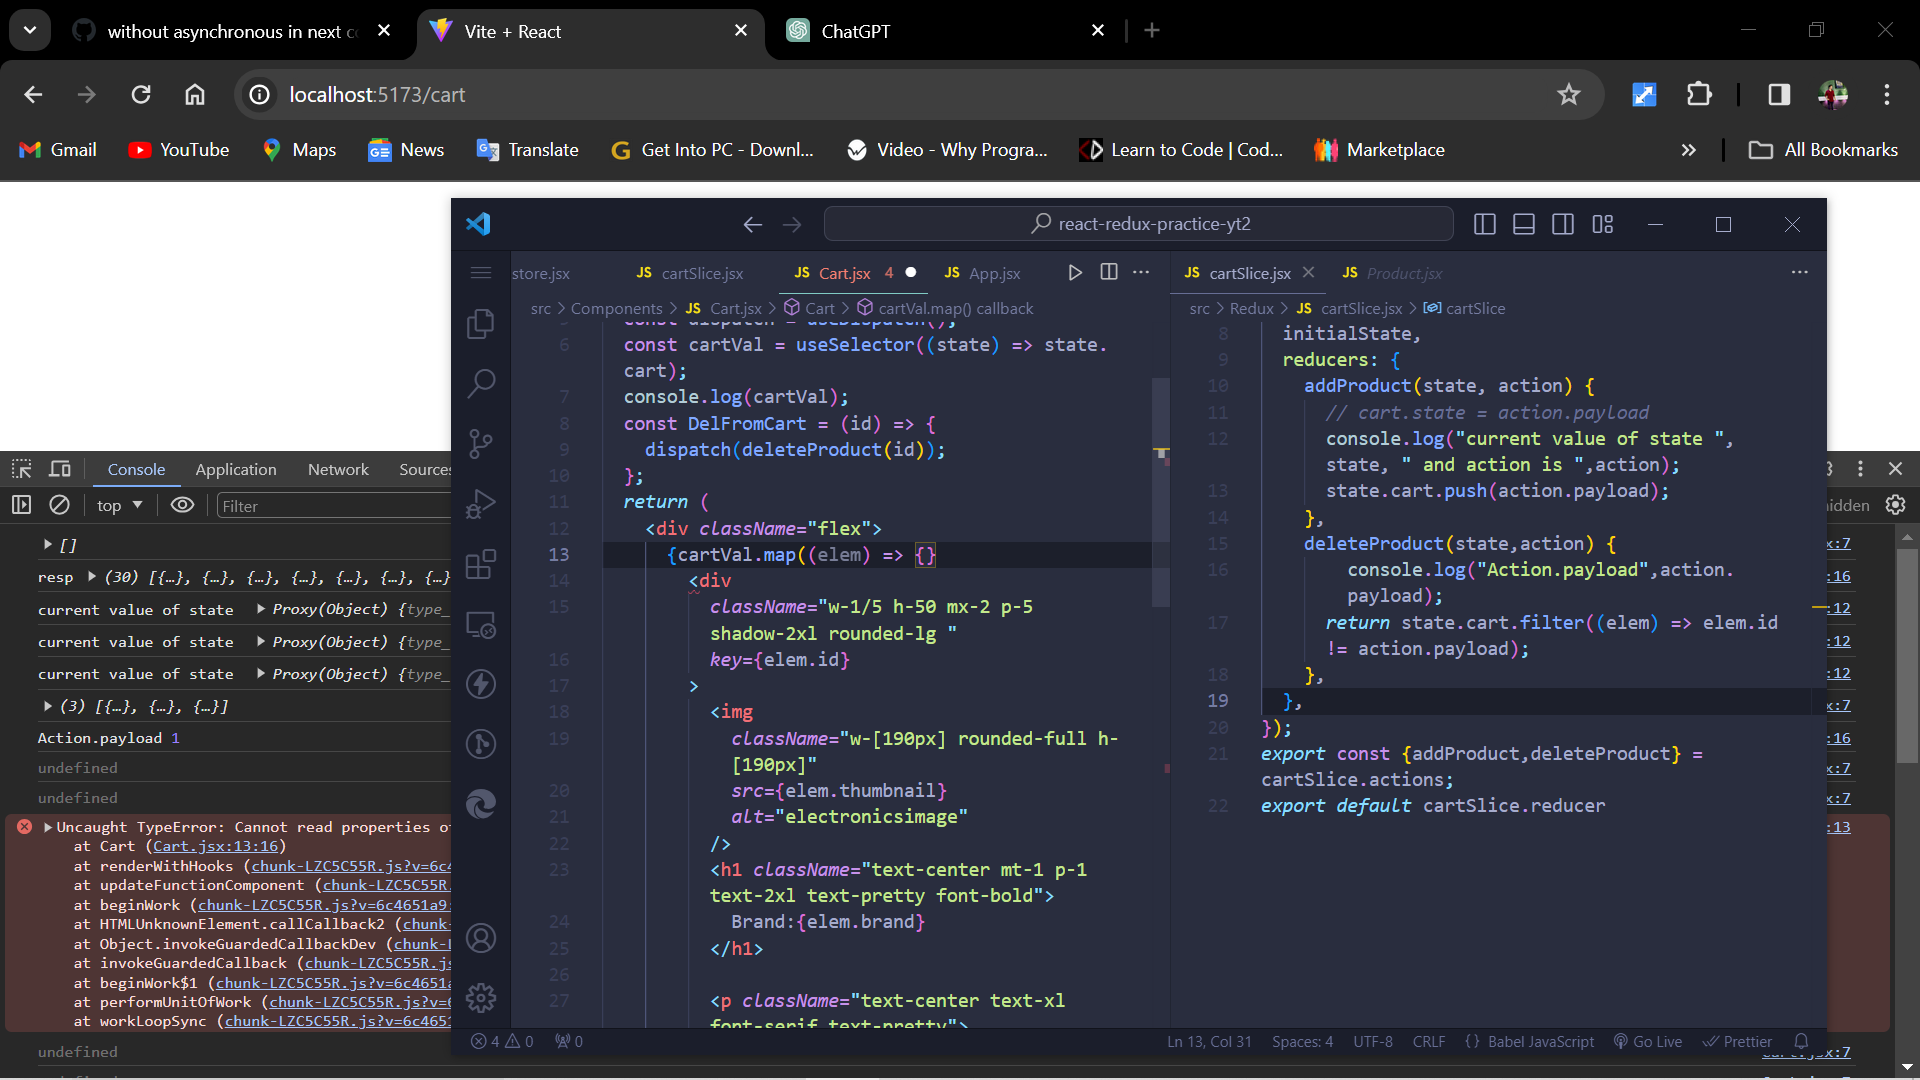 without asynchronous in next co
Vite + React
ChatGPT
localhost:5173/cart
Gmail
YouTube
Maps
News
Translate
Get Into PC - Downl...
Video - Why Progra...
Learn to Code | Cod...
Marketplace
All Bookmarks
react-redux-practice-yt2
store.jsx
JS cartSlice.jsx
JS Cart.jsx 4
JS App.jsx
JS cartSlice.jsx
JS Product.jsx
src > Components > JS Cart.jsx > Cart > cartVal.map() callback
const dispatch = useDispatch();
6 const cartVal = useSelector((state) => state.
cart);
7 console.log(cartVal);
8 const DelFromCart = (id) => {
9 dispatch(deleteProduct(id));
10 };
11 return (
12 <div className="flex">
13 {cartVal.map((elem) => {}
14 <div
15 className="w-1/5 h-50 mx-2 p-5
shadow-2xl rounded-lg "
16 key={elem.id}
17 >
18 <img
19 className="w-[190px] rounded-full h-
[190px]"
20 src={elem.thumbnail}
21 alt="electronicsimage"
22 />
23 <h1 className="text-center mt-1 p-1
text-2xl text-pretty font-bold">
24 Brand:{elem.brand}
25 </h1>
26
27 <p className="text-center text-xl
font-serif text-pretty">
src > Redux > JS cartSlice.jsx > cartSlice
8 initialState,
9 reducers: {
10 addProduct(state, action) {
11 // cart.state = action.payload
12 console.log("current value of state ",
state, " and action is ",action);
13 state.cart.push(action.payload);
14 },
15 deleteProduct(state,action) {
16 console.log("Action.payload",action.
payload);
17 return state.cart.filter((elem) => elem.id
!= action.payload);
18 },
19 },
20 });
21 export const {addProduct,deleteProduct} =
cartSlice.actions;
22 export default cartSlice.reducer
4 0 0
Ln 13, Col 31
Spaces: 4
UTF-8
CRLF
{} Babel JavaScript
Go Live
Prettier
Console
Application
Network
Sources
top
Filter
idden
[]
x:7
resp (30) [{…}, {…}, {…}, {…}, {…}, {…}, {…}
:16
current value of state Proxy(Object) {type_
:12
current value of state Proxy(Object) {type_
:12
current value of state Proxy(Object) {type_
:12
(3) [{…}, {…}, {…}]
x:7
Action.payload 1
:16
undefined
x:7
undefined
x:7
Uncaught TypeError: Cannot read properties of
:13
at Cart (Cart.jsx:13:16)
at renderWithHooks (chunk-LZC5C55R.js?v=6c4
at updateFunctionComponent (chunk-LZC5C55R.
at beginWork (chunk-LZC5C55R.js?v=6c4651a9:
at HTMLUnknownElement.callCallback2 (chunk-
at Object.invokeGuardedCallbackDev (chunk-L
at invokeGuardedCallback (chunk-LZC5C55R.js
at beginWork$1 (chunk-LZC5C55R.js?v=6c4651a
at performUnitOfWork (chunk-LZC5C55R.js?v=6
at workLoopSync (chunk-LZC5C55R.js?v=6c4651
undefined
Cart.jsx:7